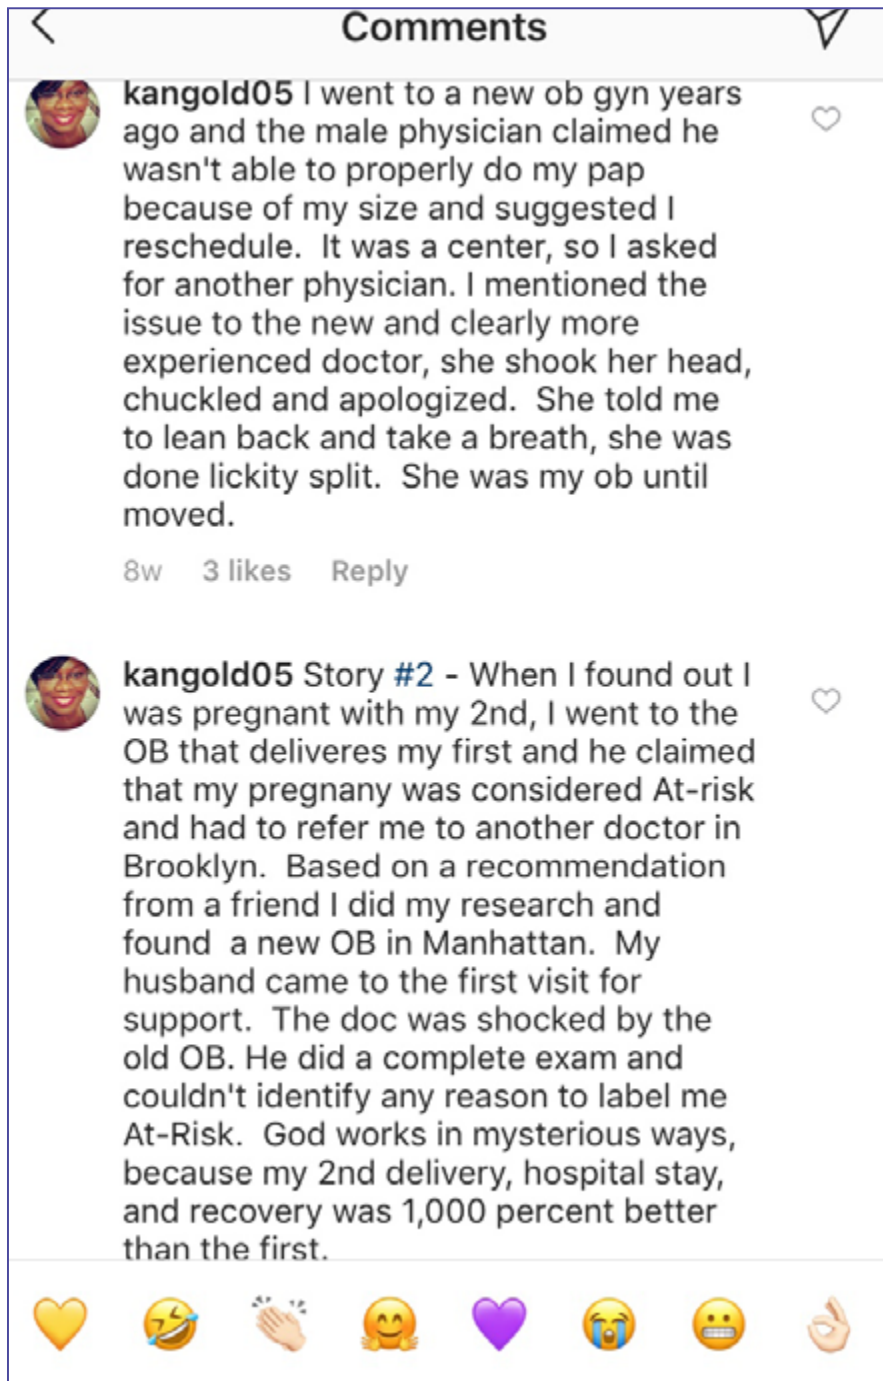 Comments
kangold05 I went to a new ob gyn years
ago and the male physician claimed he
wasn't able to properly do my pap
because of my size and suggested I
reschedule.  It was a center, so I asked
for another physician. I mentioned the
issue to the new and clearly more
experienced doctor, she shook her head,
chuckled and apologized.  She told me
to lean back and take a breath, she was
done lickity split.  She was my ob until
moved.
8w 3 likes Reply
kangold05 Story #2 - When I found out I
was pregnant with my 2nd, I went to the
OB that deliveres my first and he claimed
that my pregnany was considered At-risk
and had to refer me to another doctor in
Brooklyn.  Based on a recommendation
from a friend I did my research and
found  a new OB in Manhattan.  My
husband came to the first visit for
support.  The doc was shocked by the
old OB. He did a complete exam and
couldn't identify any reason to label me
At-Risk.  God works in mysterious ways,
because my 2nd delivery, hospital stay,
and recovery was 1,000 percent better
than the first.